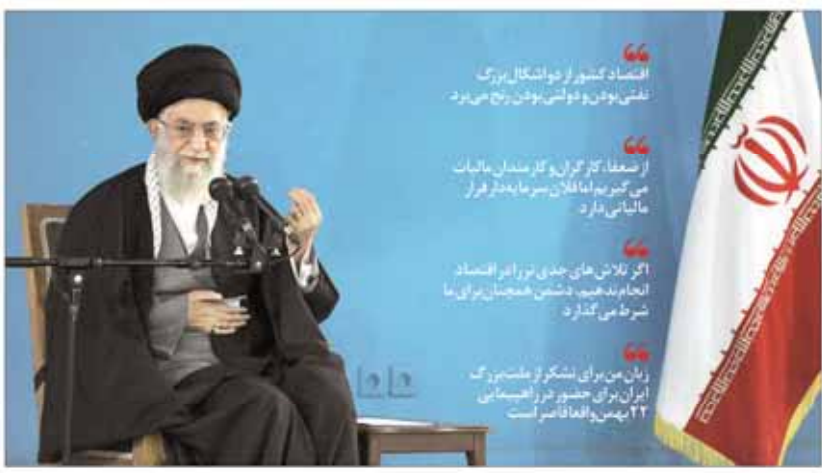 اقتصاد کشور از دو اشکال بزرگ
نفتی بودن و دولتی بودن رنج می‌برد
از ضعفا، کارگران و کارمندان مالیات
می‌گیریم اما فلان سرمایه‌دار فرار
مالیاتی دارد
اگر تلاش‌های جدی‌تر را در اقتصاد
انجام ندهیم، دشمن همچنان برای ما
شرط می‌گذارد
زبان من برای تشکر از ملت بزرگ
ایران برای حضور در راهپیمایی
۲۲ بهمن واقعا قاصر است